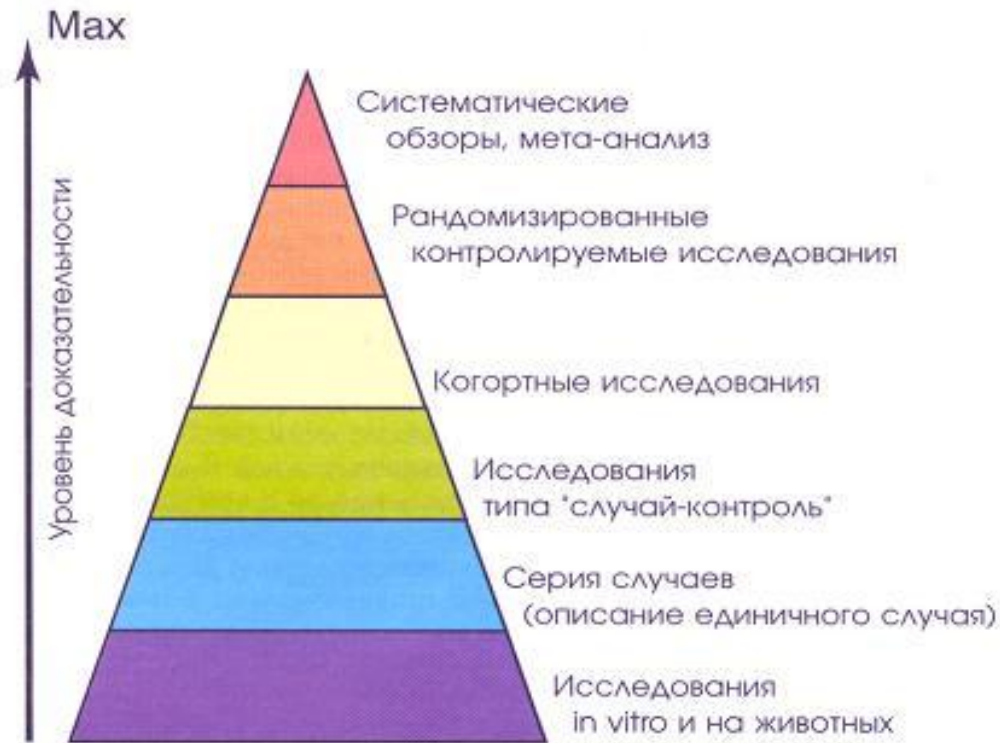 Max
Уровень доказательности
Систематические
обзоры, мета-анализ
Рандомизированные
контролируемые исследования
Когортные исследования
Исследования
типа "случай-контроль"
Серия случаев
(описание единичного случая)
Исследования
in vitro и на животных